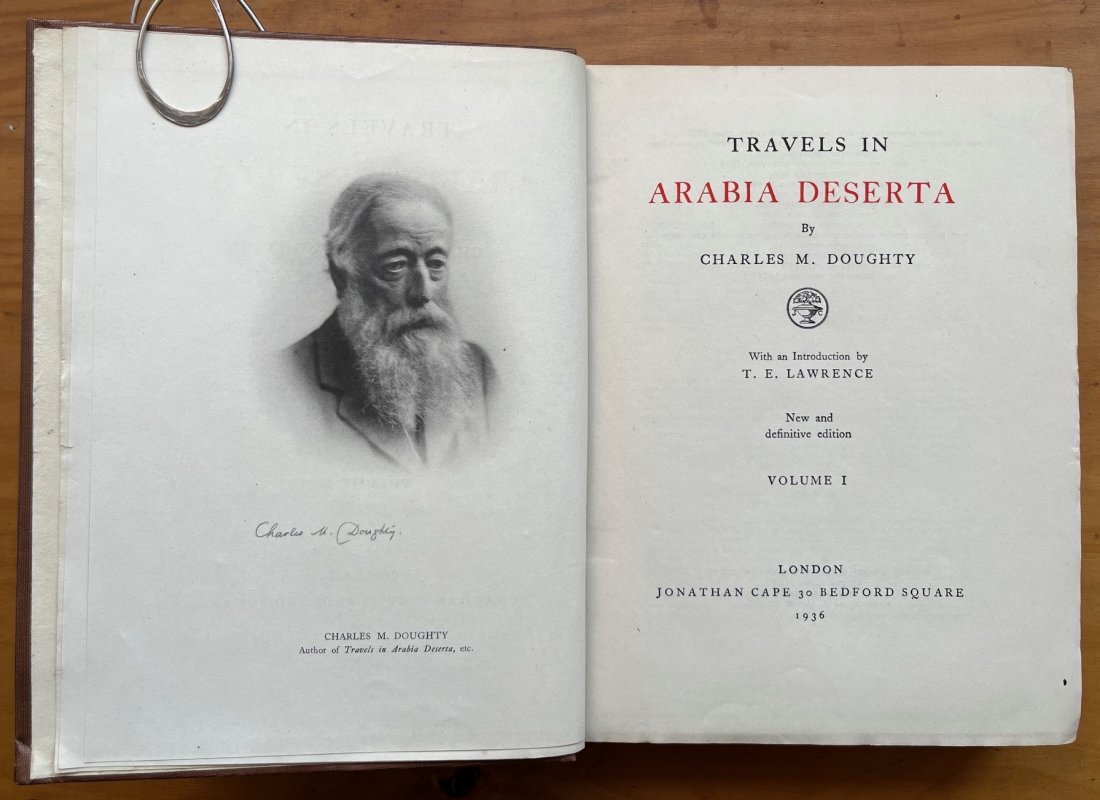 Charles M. Doughty.
CHARLES M. DOUGHTY
Author of Travels in Arabia Deserta, etc.
TRAVELS IN
ARABIA DESERTA
By
CHARLES M. DOUGHTY
With an Introduction by
T. E. LAWRENCE
New and
definitive edition
VOLUME I
LONDON
JONATHAN CAPE 30 BEDFORD SQUARE
1936